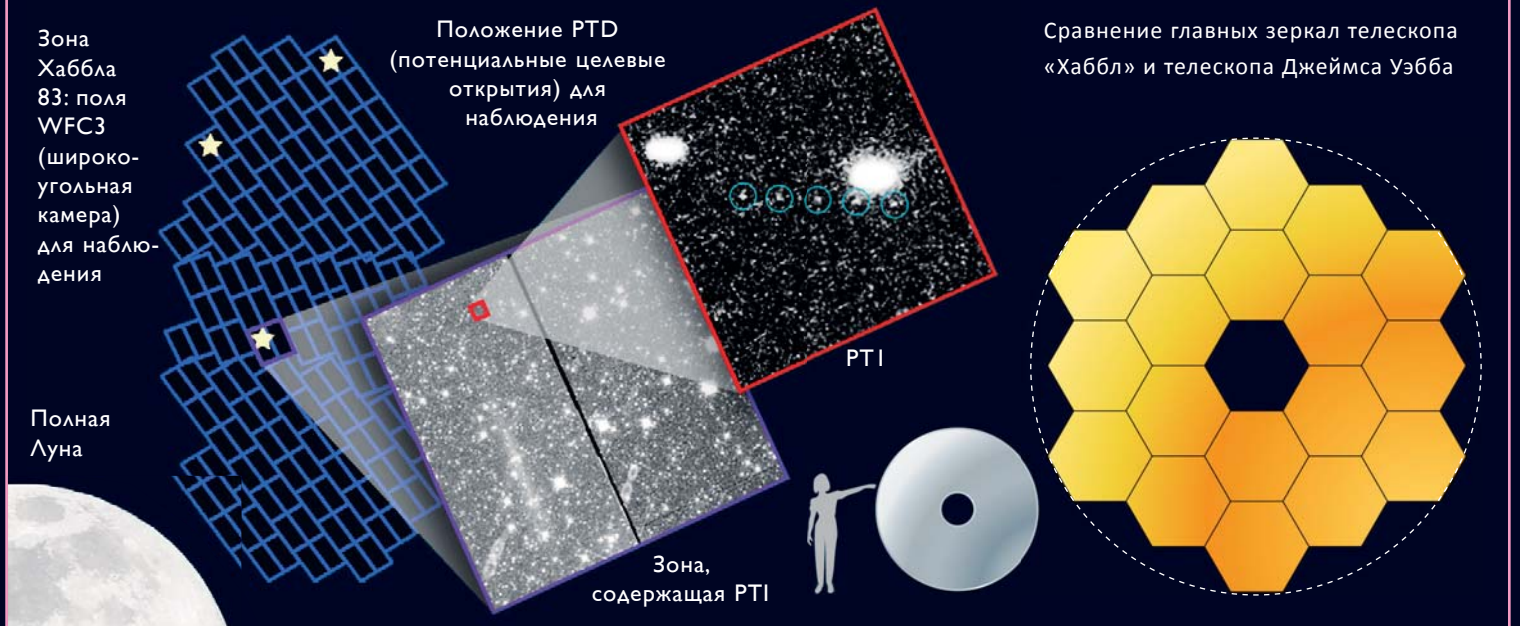 Зона
Хаббла
83: поля
WFC3
(широко-
угольная
камера)
для наблю-
дения
Полная
Луна
Положение PTD
(потенциальные целевые
открытия) для
наблюдения
PT1
Зона,
содержащая PT1
Сравнение главных зеркал телескопа
«Хаббл» и телескопа Джеймса Уэбба